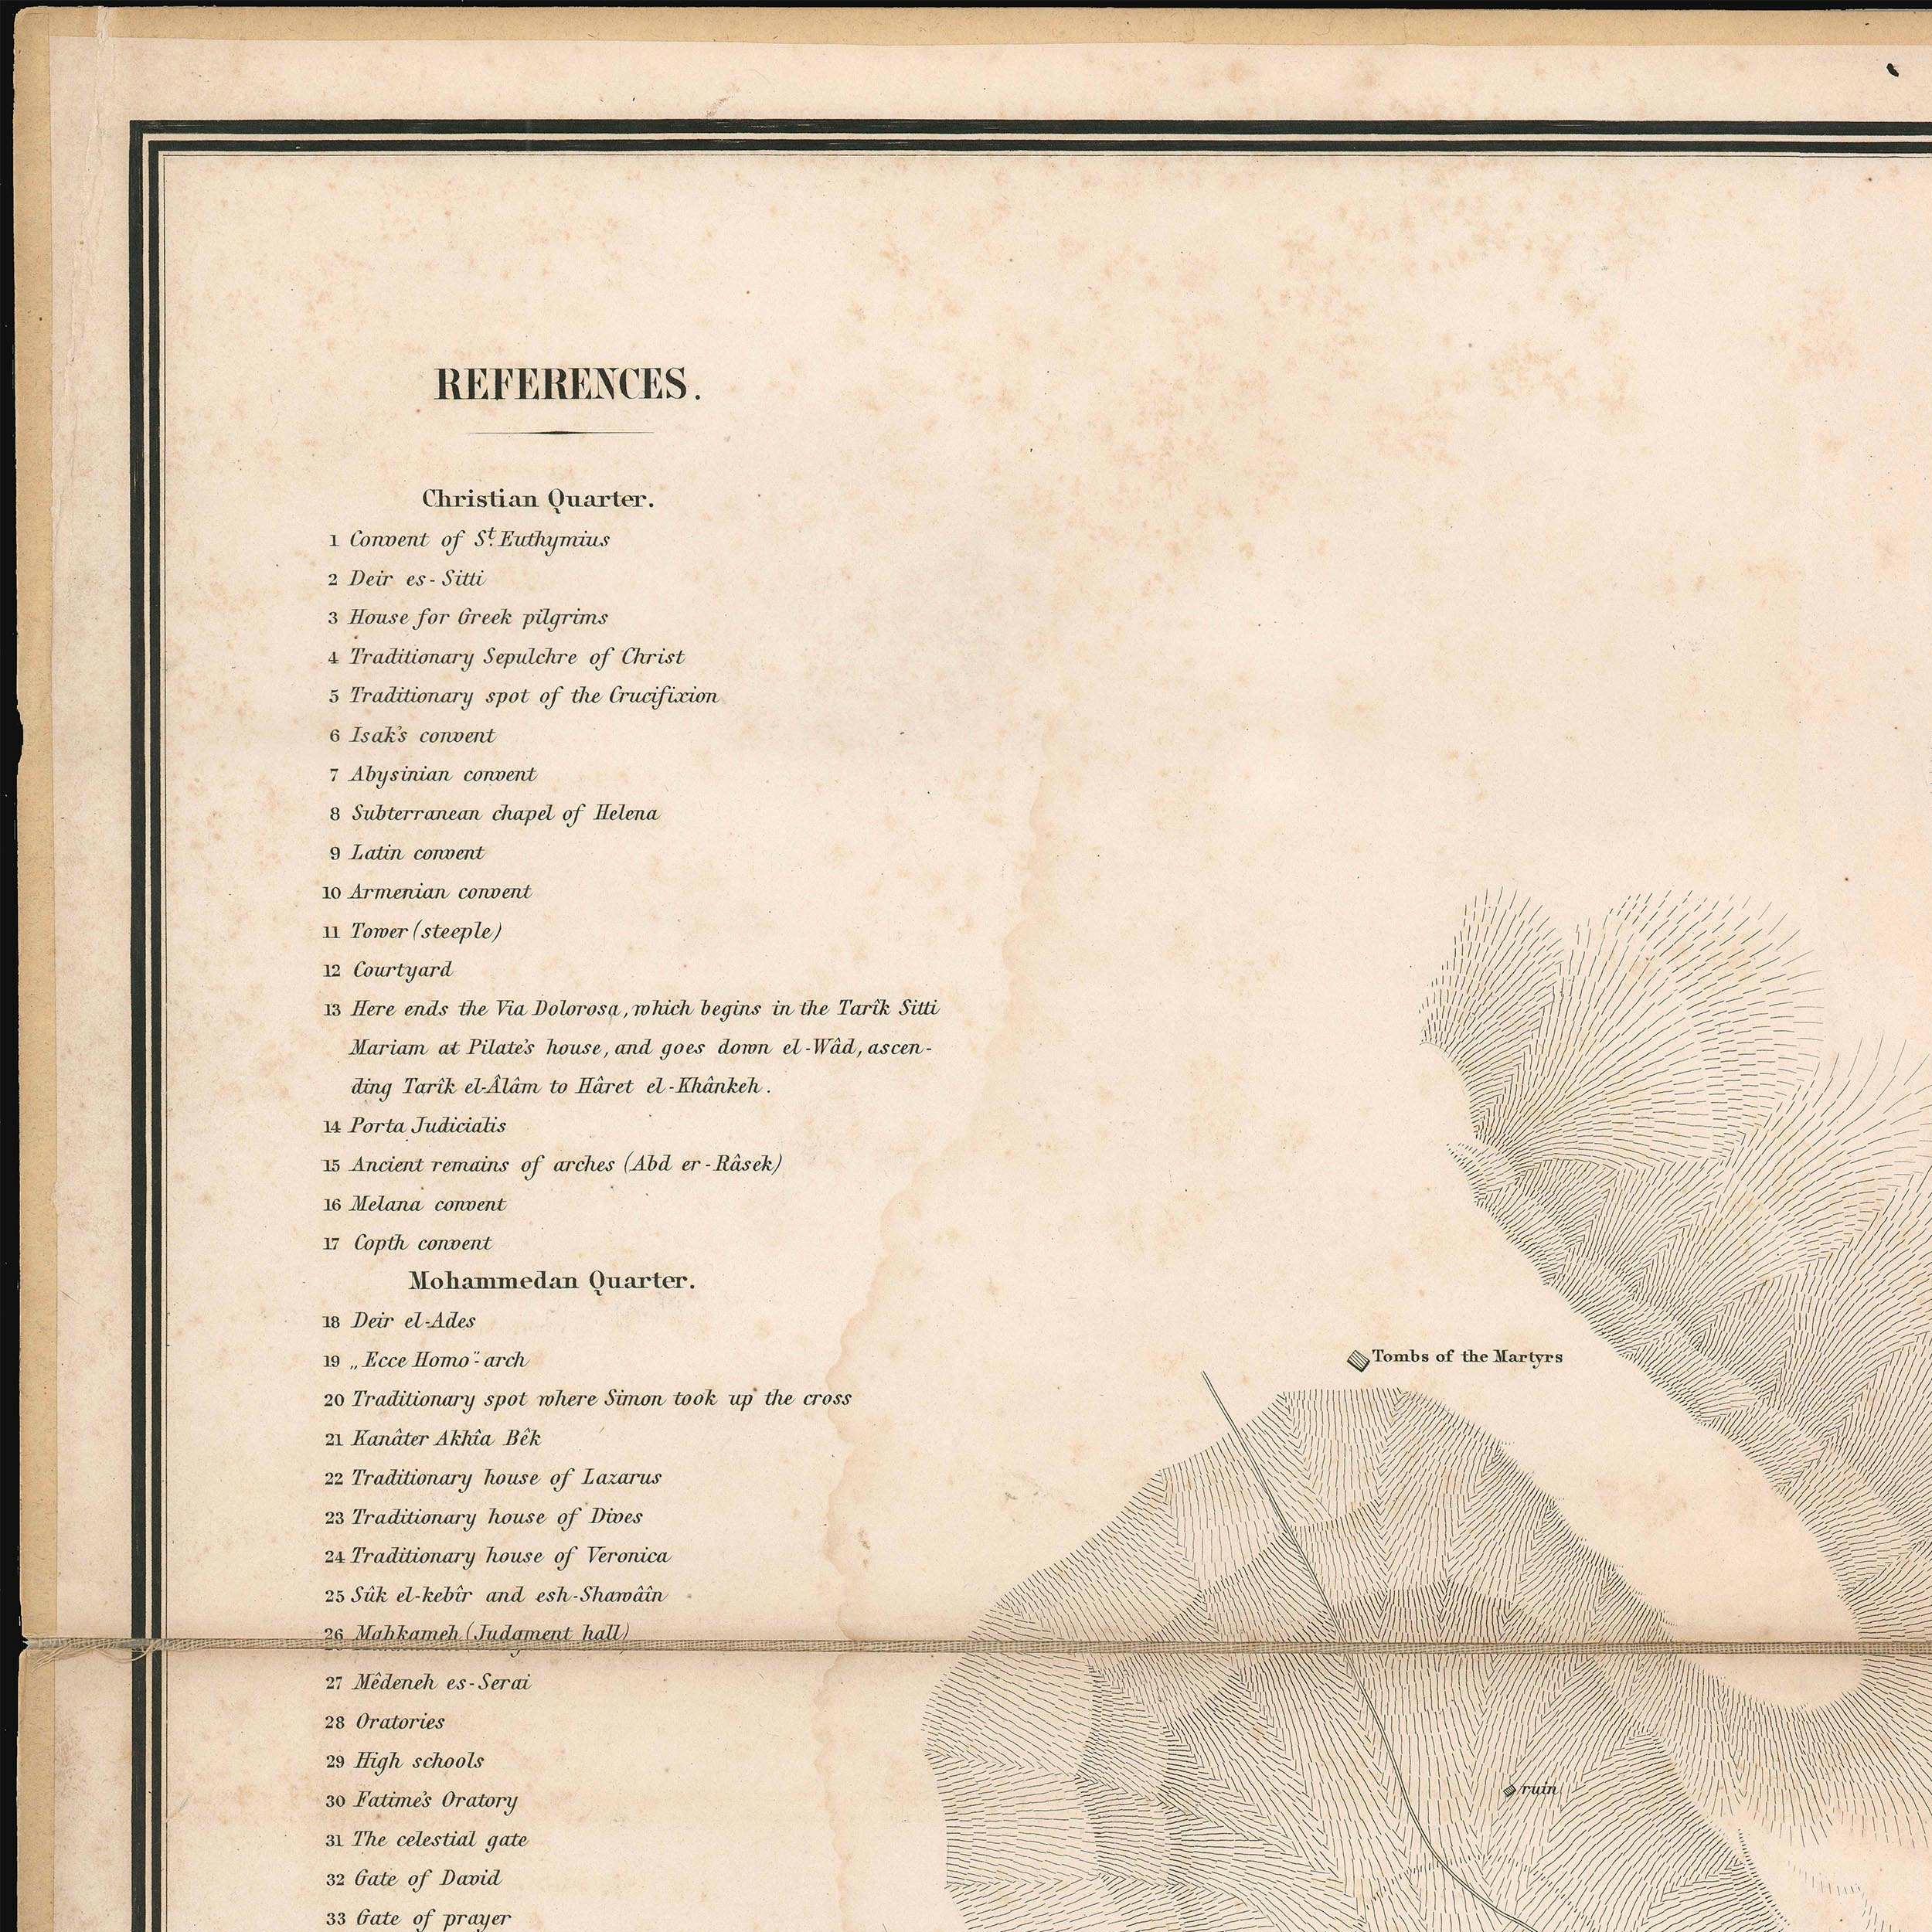 REFERENCES.
Christian Quarter.
1 Convent of St. Euthymius
2 Deir es-Sitti
3 House for Greek pilgrims
4 Traditionary Sepulchre of Christ
5 Traditionary spot of the Crucifixion
6 Isak's convent
7 Abysinian convent
8 Subterranean chapel of Helena
9 Latin convent
10 Armenian convent
11 Tower (steeple)
12 Courtyard
13 Here ends the Via Dolorosa, which begins in the Tarîk Sitti
Mariam at Pilate's house, and goes down el-Wâd, ascen-
ding Tarîk el-Âlâm to Hâret el-Khânkeh.
14 Porta Judicialis
15 Ancient remains of arches (Abd er-Râsek)
16 Melana convent
17 Copth convent
Mohammedan Quarter.
18 Deir el-Ades
19 „Ecce Homo"-arch
20 Traditionary spot where Simon took up the cross
21 Kanâter Akhîa Bêk
22 Traditionary house of Lazarus
23 Traditionary house of Dives
24 Traditionary house of Veronica
25 Sûk el-kebîr and esh-Shawâîn
26 Mahkameh (Judgment hall)
27 Mêdeneh es-Serai
28 Oratories
29 High schools
30 Fatime's Oratory
31 The celestial gate
32 Gate of David
33 Gate of prayer
Tombs of the Martyrs
ruin